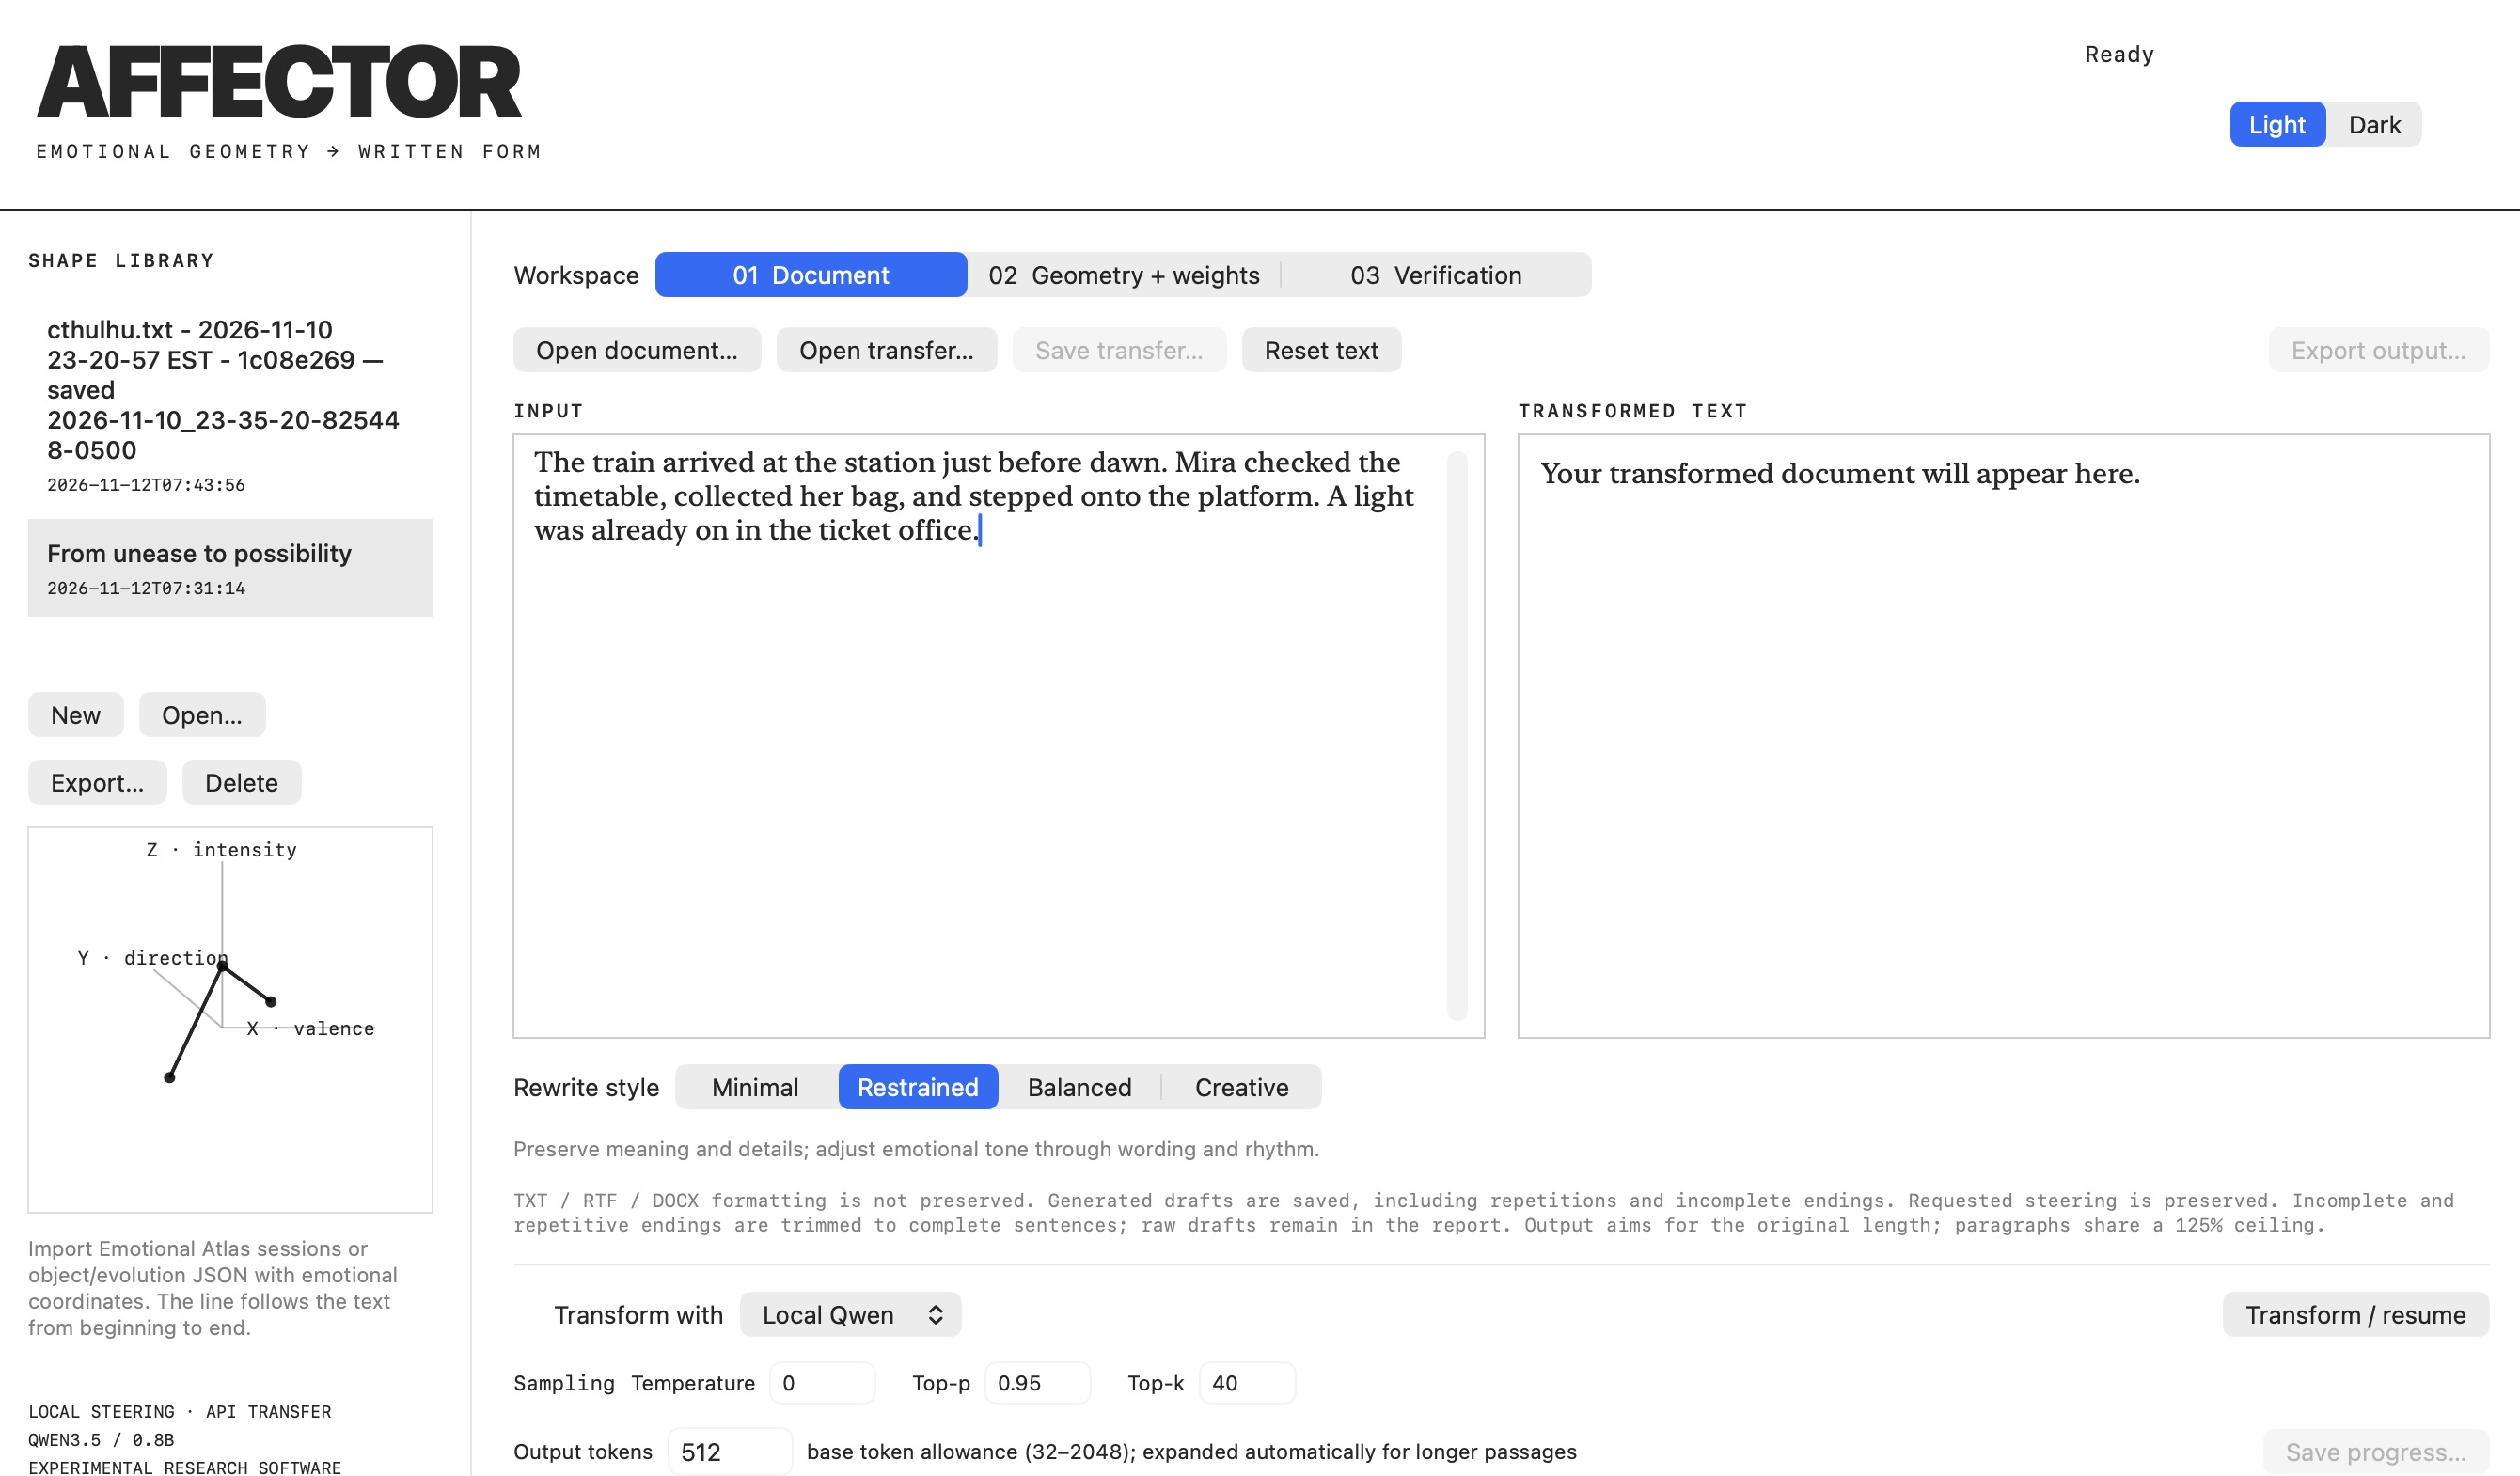 AFFECTOR
EMOTIONAL GEOMETRY → WRITTEN FORM
Ready
Light Dark
SHAPE LIBRARY
cthulhu.txt - 2026-11-10
23-20-57 EST - 1c08e269 —
saved
2026-11-10_23-35-20-82544
8-0500
2026-11-12T07:43:56
From unease to possibility
2026-11-12T07:31:14
New Open...
Export... Delete
Z · intensity
Y · direction
X · valence
Import Emotional Atlas sessions or
object/evolution JSON with emotional
coordinates. The line follows the text
from beginning to end.
LOCAL STEERING · API TRANSFER
QWEN3.5 / 0.8B
EXPERIMENTAL RESEARCH SOFTWARE
Workspace 01 Document 02 Geometry + weights 03 Verification
Open document... Open transfer... Save transfer... Reset text Export output...
INPUT
The train arrived at the station just before dawn. Mira checked the
timetable, collected her bag, and stepped onto the platform. A light
was already on in the ticket office.
TRANSFORMED TEXT
Your transformed document will appear here.
Rewrite style Minimal Restrained Balanced Creative
Preserve meaning and details; adjust emotional tone through wording and rhythm.
TXT / RTF / DOCX formatting is not preserved. Generated drafts are saved, including repetitions and incomplete endings. Requested steering is preserved. Incomplete and
repetitive endings are trimmed to complete sentences; raw drafts remain in the report. Output aims for the original length; paragraphs share a 125% ceiling.
Transform with Local Qwen Transform / resume
Sampling Temperature 0 Top-p 0.95 Top-k 40
Output tokens 512 base token allowance (32–2048); expanded automatically for longer passages Save progress...